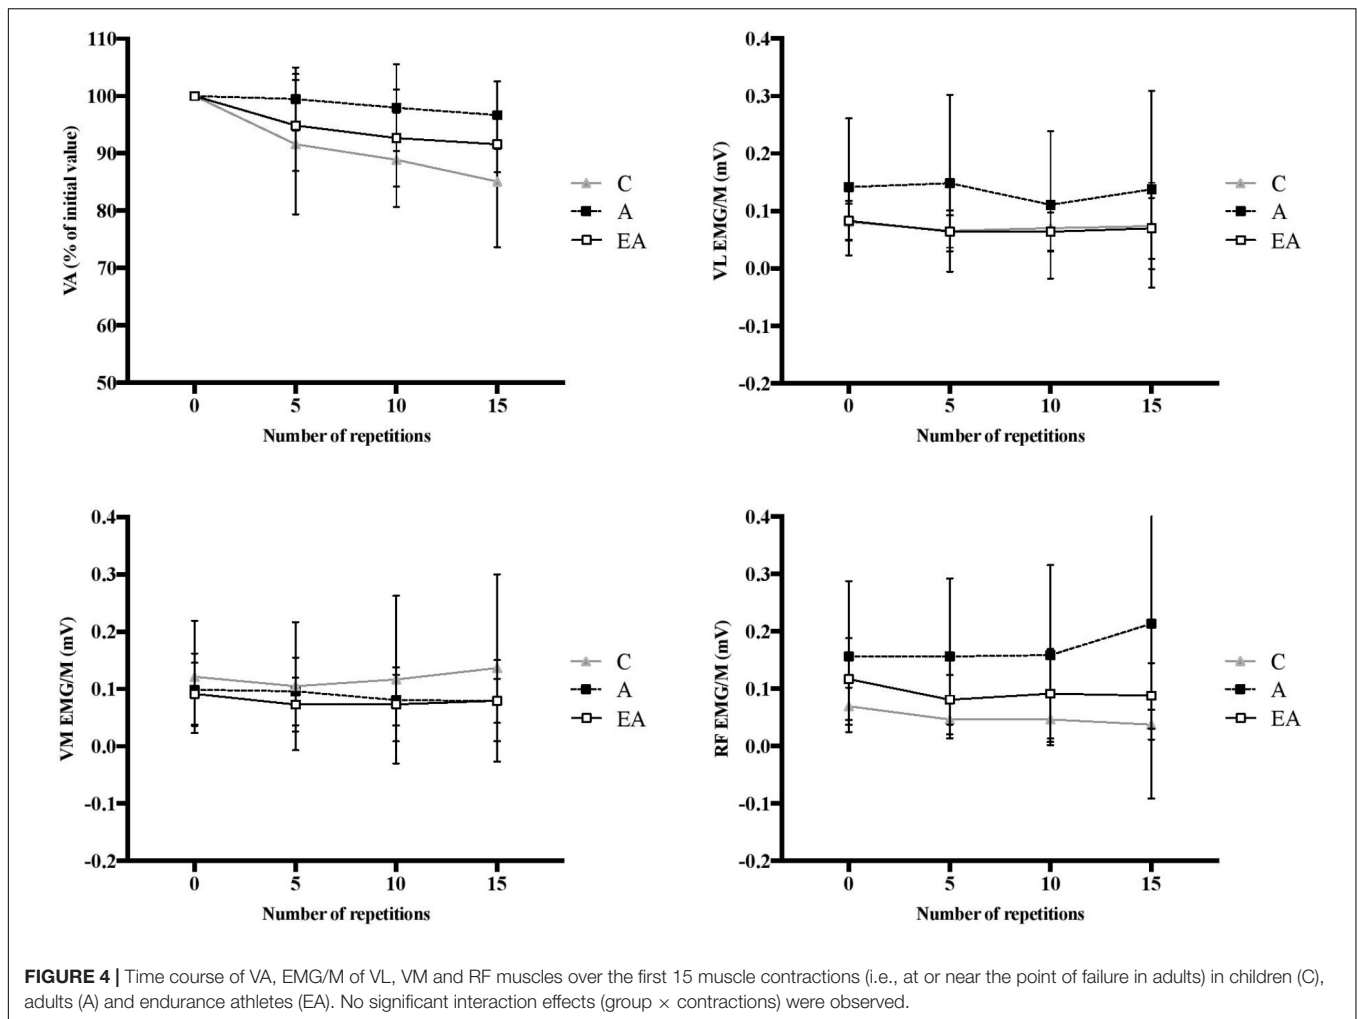 110
100
90
80
70
60
50
VA (% of initial value)
0 5 10 15
Number of repetitions
C
A
EA
0.4
0.3
0.2
0.1
0.0
-0.1
-0.2
VL EMG/M (mV)
0 5 10 15
Number of repetitions
C
A
EA
0.4
0.3
0.2
0.1
0.0
-0.1
-0.2
VM EMG/M (mV)
0 5 10 15
Number of repetitions
C
A
EA
0.4
0.3
0.2
0.1
0.0
-0.1
-0.2
RF EMG/M (mV)
0 5 10 15
Number of repetitions
C
A
EA
FIGURE 4 | Time course of VA, EMG/M of VL, VM and RF muscles over the first 15 muscle contractions (i.e., at or near the point of failure in adults) in children (C),
adults (A) and endurance athletes (EA). No significant interaction effects (group × contractions) were observed.